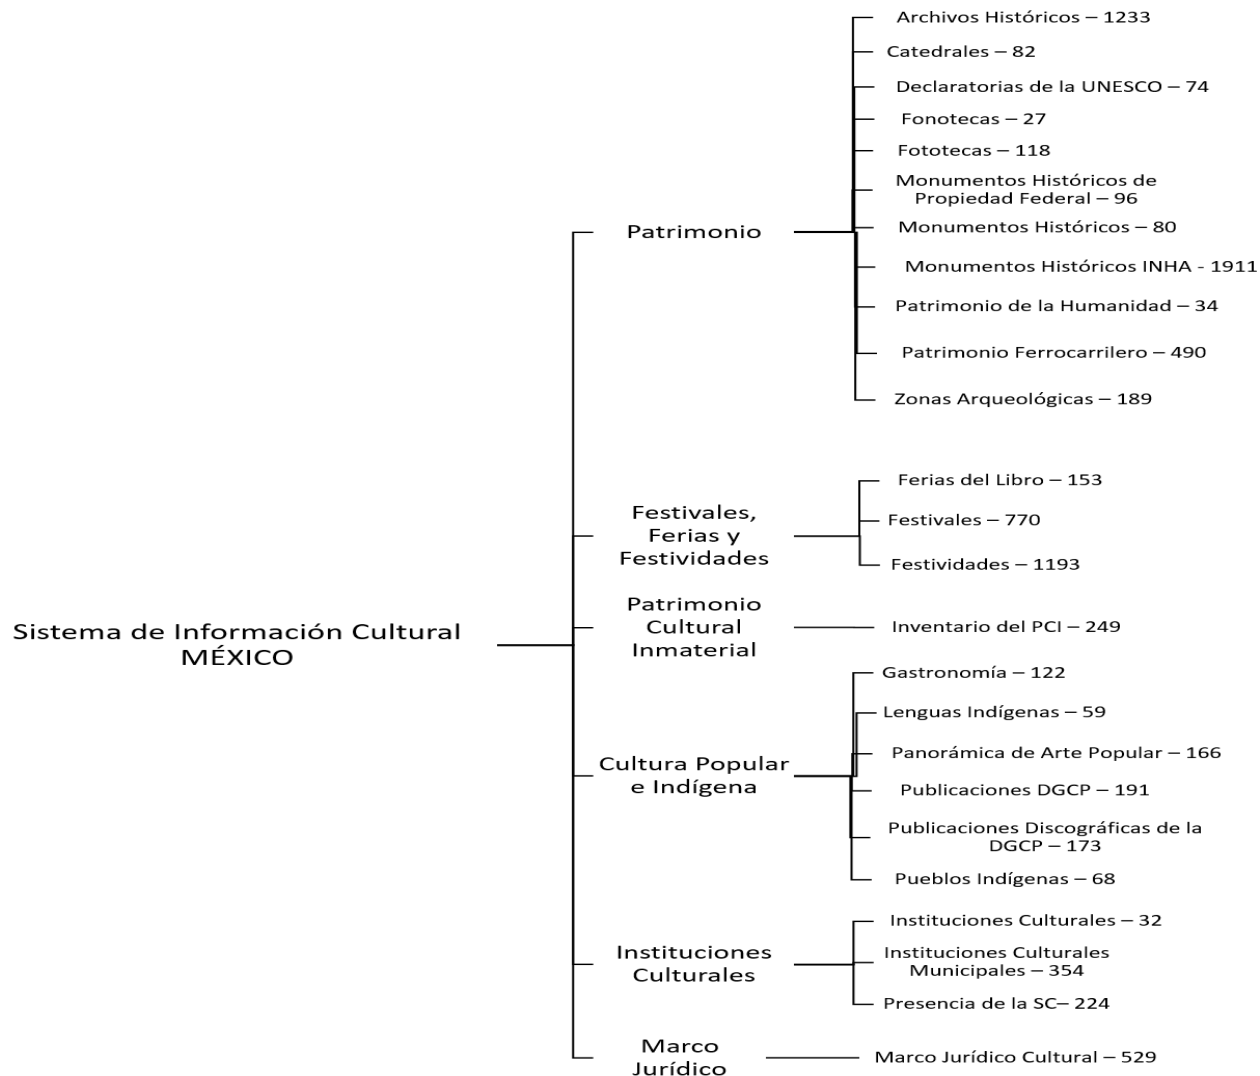 Sistema de Información Cultural
MÉXICO
Patrimonio
Archivos Históricos – 1233
Catedrales – 82
Declaratorias de la UNESCO – 74
Fonotecas – 27
Fototecas – 118
Monumentos Históricos de
Propiedad Federal – 96
Monumentos Históricos – 80
Monumentos Históricos INHA - 1911
Patrimonio de la Humanidad – 34
Patrimonio Ferrocarrilero – 490
Zonas Arqueológicas – 189
Festivales,
Ferias y
Festividades
Ferias del Libro – 153
Festivales – 770
Festividades – 1193
Patrimonio
Cultural
Inmaterial
Inventario del PCI – 249
Cultura Popular
e Indígena
Gastronomía – 122
Lenguas Indígenas – 59
Panorámica de Arte Popular – 166
Publicaciones DGCP – 191
Publicaciones Discográficas de la
DGCP – 173
Pueblos Indígenas – 68
Instituciones
Culturales
Instituciones Culturales – 32
Instituciones Culturales
Municipales – 354
Presencia de la SC– 224
Marco
Jurídico
Marco Jurídico Cultural – 529